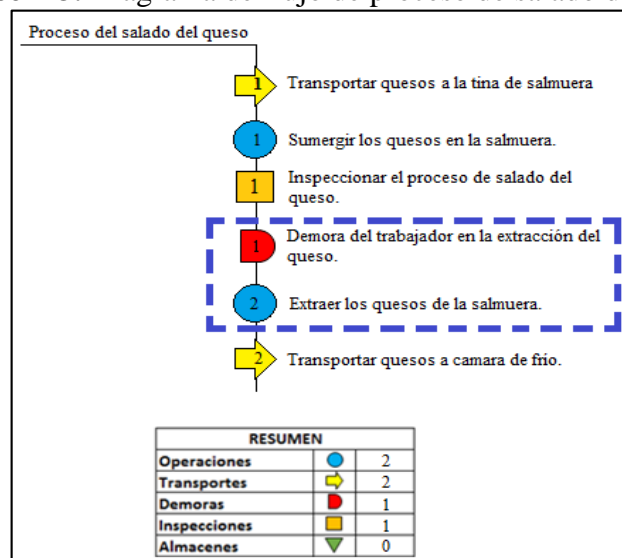 Proceso del salado del queso
1 Transportar quesos a la tina de salmuera
1 Sumergir los quesos en la salmuera.
1 Inspeccionar el proceso de salado del
queso.
1 Demora del trabajador en la extracción del
queso.
2 Extraer los quesos de la salmuera.
2 Transportar quesos a camara de frio.
RESUMEN
Operaciones 2
Transportes 2
Demoras 1
Inspecciones 1
Almacenes 0